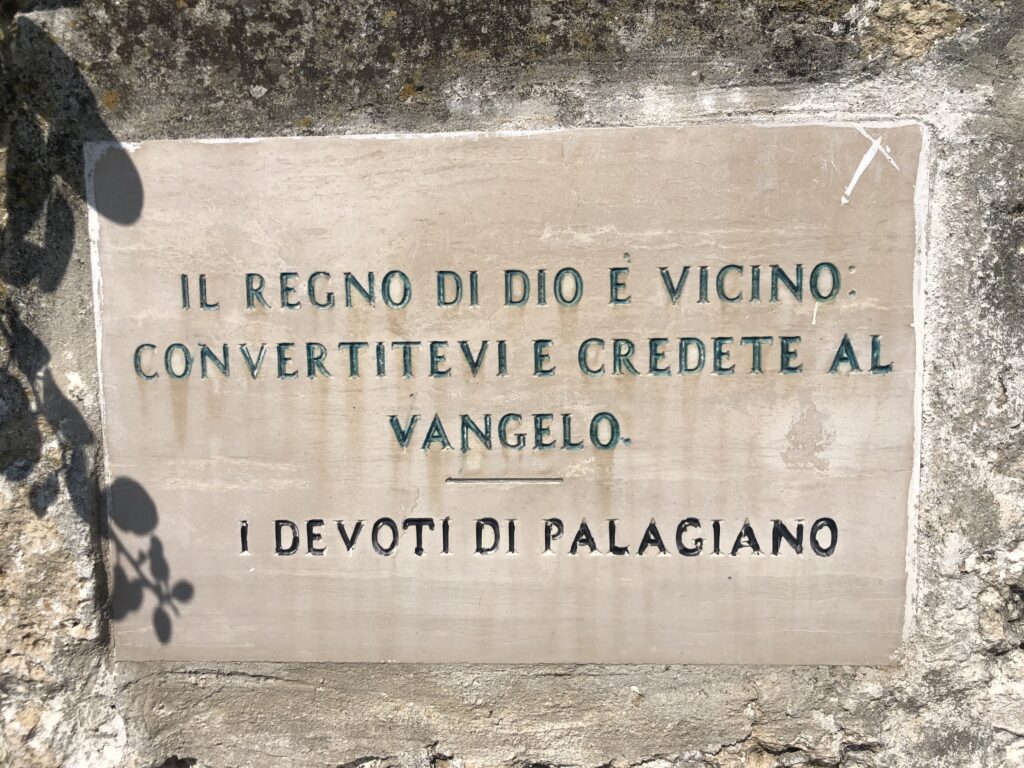 IL REGNO DI DIO È VICINO:
CONVERTITEVI E CREDETE AL
VANGELO.
I DEVOTI DI PALAGIANO